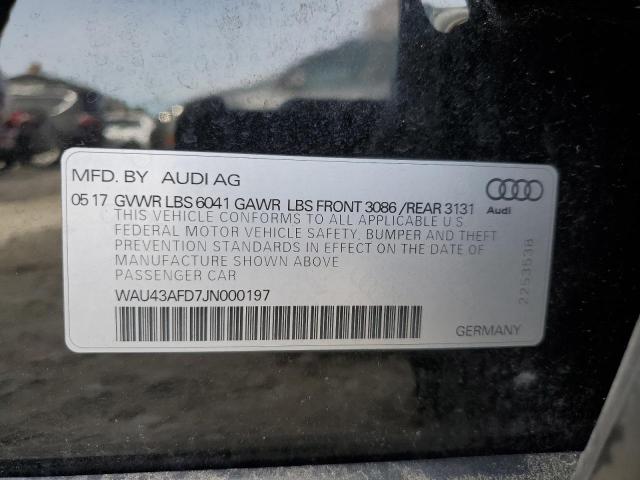 MFD. BY AUDI AG
05 17 GVWR LBS 6041 GAWR LBS FRONT 3086 /REAR 3131
Audi
THIS VEHICLE CONFORMS TO ALL APPLICABLE U S
FEDERAL MOTOR VEHICLE SAFETY, BUMPER AND THEFT
PREVENTION STANDARDS IN EFFECT ON THE DATE OF
MANUFACTURE SHOWN ABOVE
PASSENGER CAR
2253538
WAU43AFD7JN000197
GERMANY